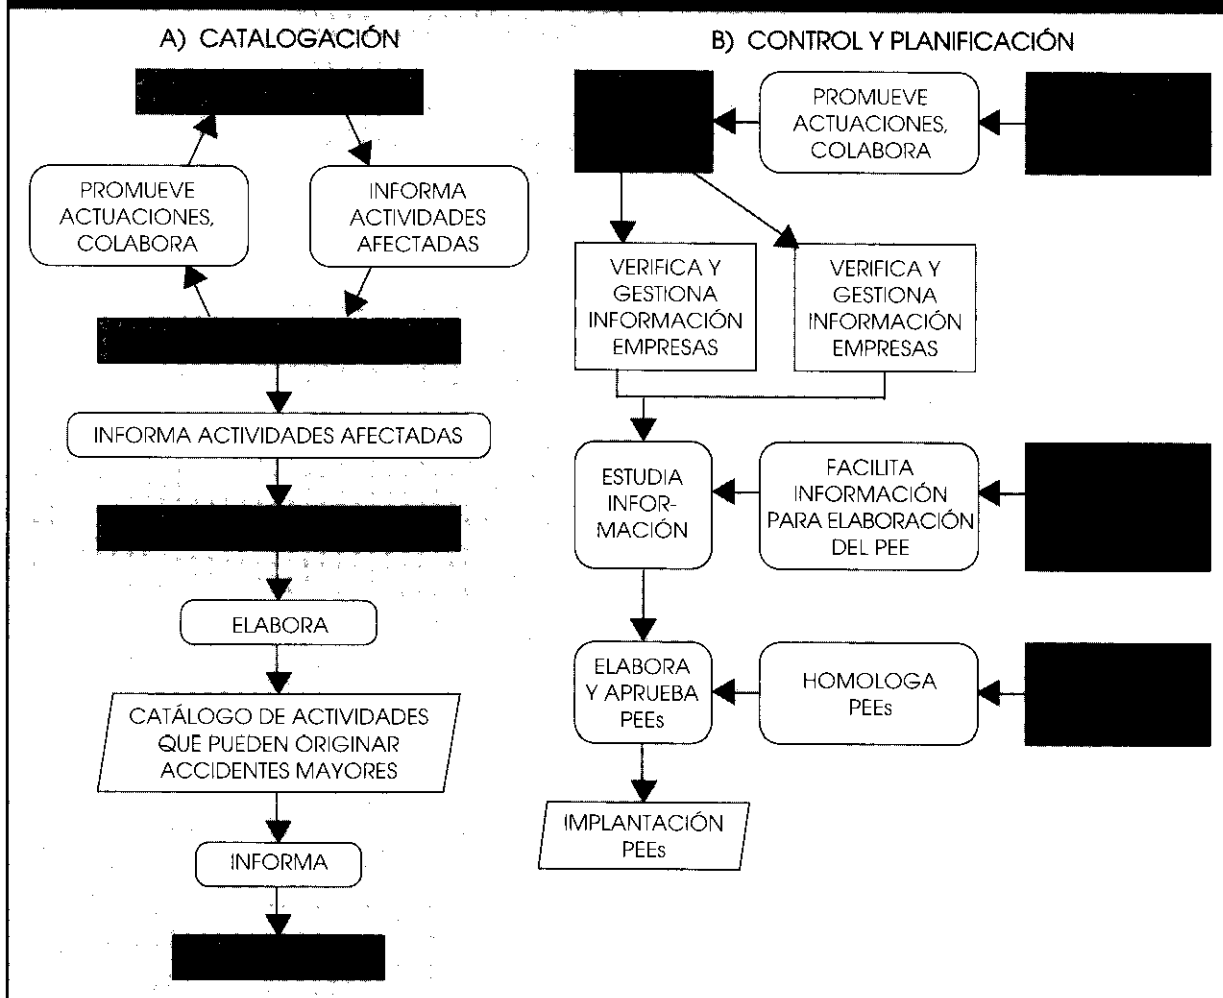 A) CATALOGACIÓN
PROMUEVE
ACTUACIONES,
COLABORA
INFORMA
ACTIVIDADES
AFECTADAS
INFORMA ACTIVIDADES AFECTADAS
ELABORA
CATÁLOGO DE ACTIVIDADES
QUE PUEDEN ORIGINAR
ACCIDENTES MAYORES
INFORMA
B) CONTROL Y PLANIFICACIÓN
PROMUEVE
ACTUACIONES,
COLABORA
VERIFICA Y
GESTIONA
INFORMACIÓN
EMPRESAS
VERIFICA Y
GESTIONA
INFORMACIÓN
EMPRESAS
ESTUDIA
INFOR-
MACIÓN
FACILITA
INFORMACIÓN
PARA ELABORACIÓN
DEL PEE
ELABORA
Y APRUEBA
PEEs
HOMOLOGA
PEEs
IMPLANTACIÓN
PEEs